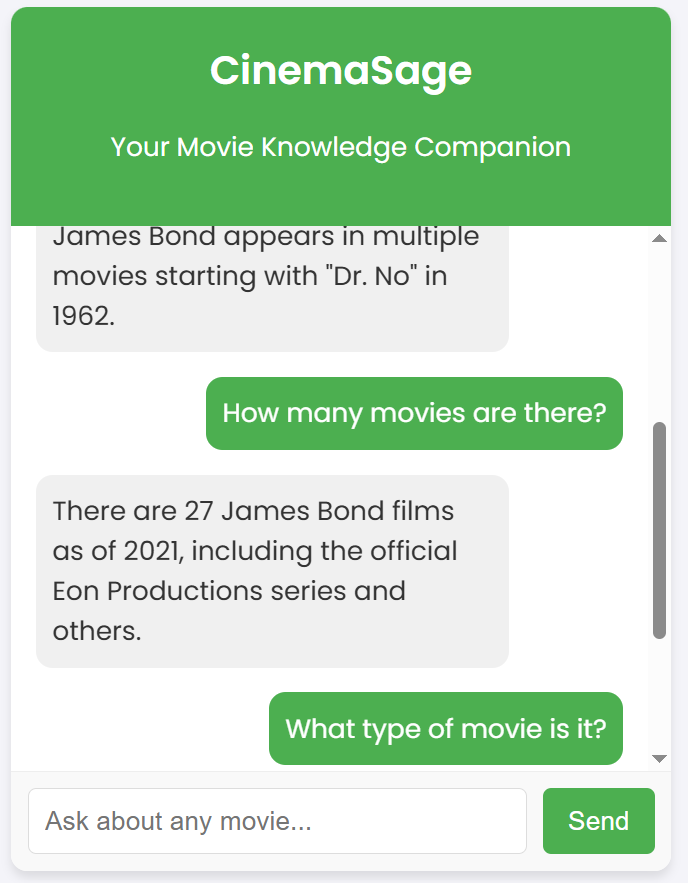 CinemaSage
Your Movie Knowledge Companion
James Bond appears in multiple
movies starting with "Dr. No" in
1962.
How many movies are there?
There are 27 James Bond films
as of 2021, including the official
Eon Productions series and
others.
What type of movie is it?
Ask about any movie...
Send